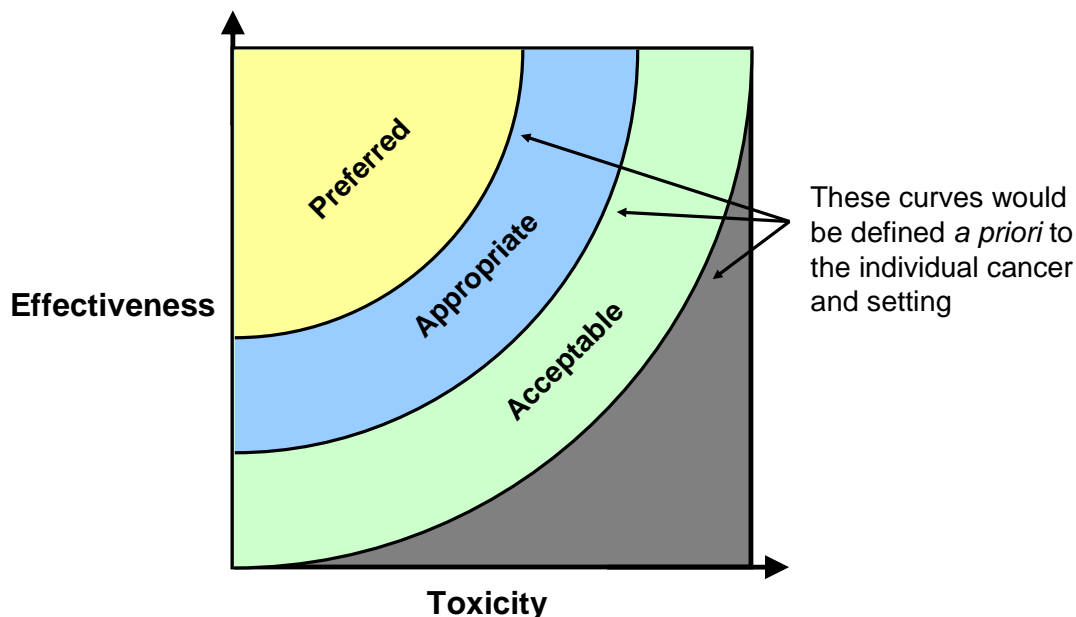 Preferred
Appropriate
Acceptable
Effectiveness
Toxicity
These curves would
be defined a priori to
the individual cancer
and setting